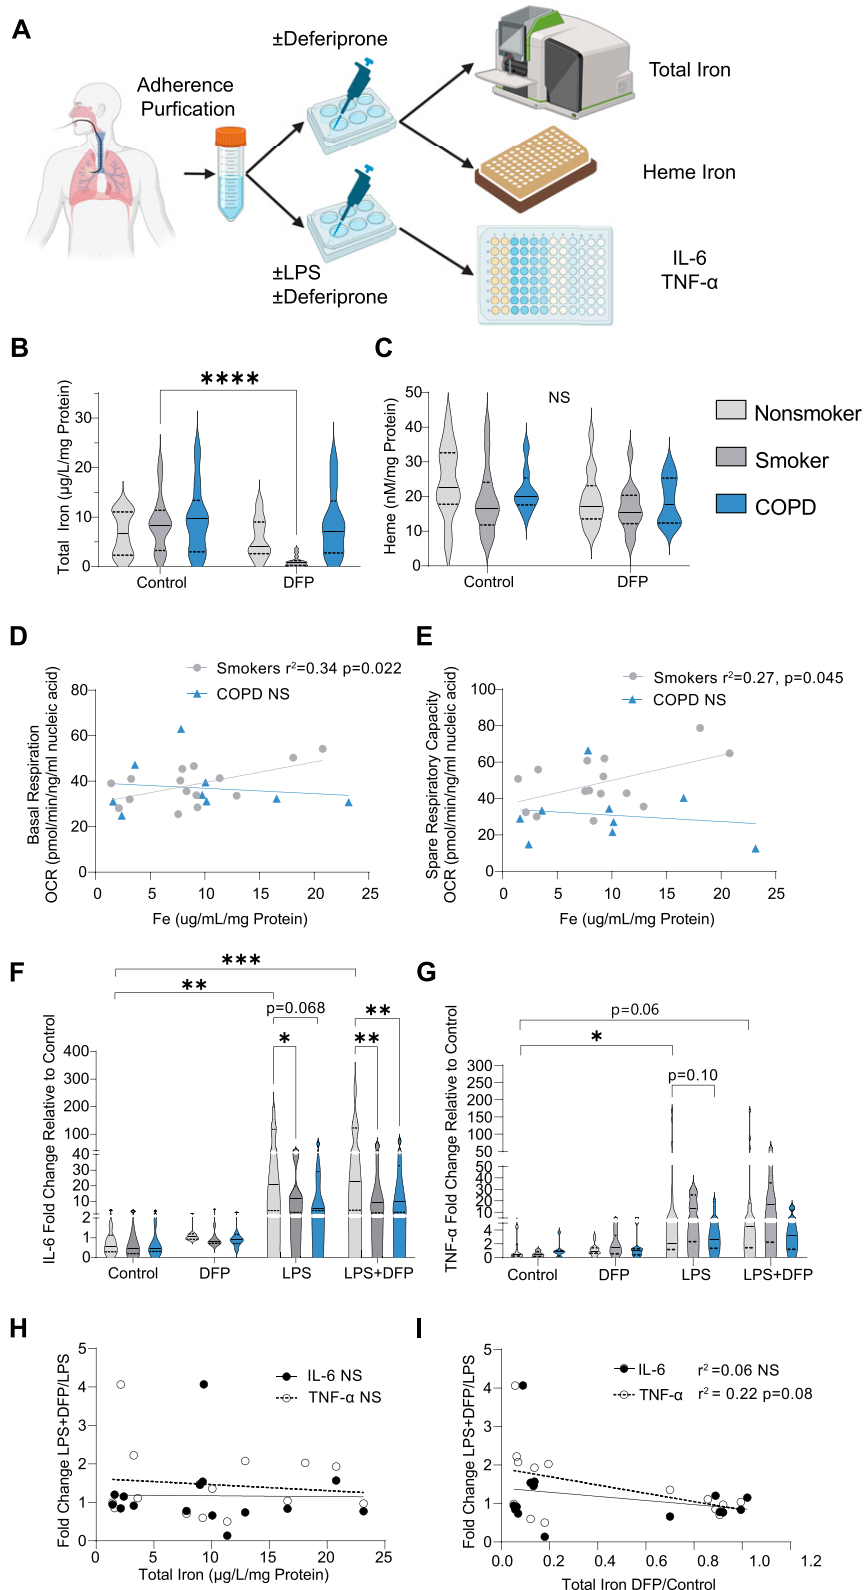 A
±Deferiprone
Adherence
Purfication
Total Iron
Heme Iron
±LPS
±Deferiprone
IL-6
TNF-α
B
****
Total Iron (µg/L/mg Protein)
30
20
10
0
Control
DFP
C
NS
Heme (nM/mg Protein)
50
40
30
20
10
0
Control
DFP
Nonsmoker
Smoker
COPD
D
Smokers r²=0.34 p=0.022
COPD NS
Basal Respiration
OCR (pmol/min/ng/ml nucleic acid)
80
60
40
20
0
0 5 10 15 20 25
Fe (ug/mL/mg Protein)
E
Smokers r²=0.27, p=0.045
COPD NS
Spare Respiratory Capacity
OCR (pmol/min/ng/ml nucleic acid)
100
80
60
40
20
0
0 5 10 15 20 25
Fe (ug/mL/mg Protein)
F
***
**
p=0.068
*
**
**
IL-6 Fold Change Relative to Control
400
300
200
100
40
30
20
10
2
1
0
Control DFP LPS LPS+DFP
G
p=0.06
*
p=0.10
TNF-α Fold Change Relative to Control
300
250
200
150
100
50
50
40
30
20
10
4
2
0
Control DFP LPS LPS+DFP
H
IL-6 NS
TNF-α NS
Fold Change LPS+DFP/LPS
5
4
3
2
1
0
0 5 10 15 20 25
Total Iron (µg/L/mg Protein)
I
IL-6 r²=0.06 NS
TNF-α r²= 0.22 p=0.08
Fold Change LPS+DFP/LPS
5
4
3
2
1
0
0.0 0.2 0.4 0.6 0.8 1.0 1.2
Total Iron DFP/Control